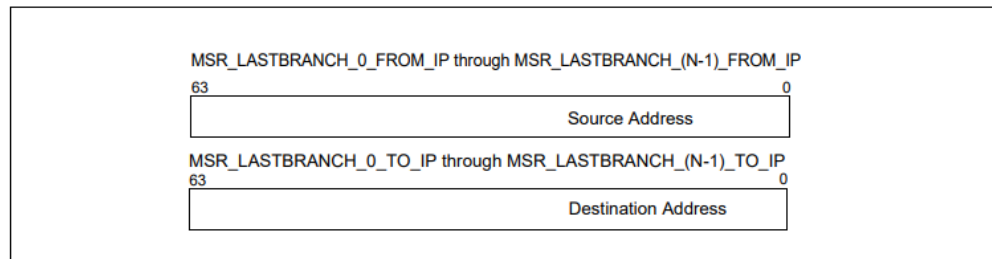 MSR_LASTBRANCH_0_FROM_IP through MSR_LASTBRANCH_(N-1)_FROM_IP
63 0
Source Address
MSR_LASTBRANCH_0_TO_IP through MSR_LASTBRANCH_(N-1)_TO_IP
63 0
Destination Address